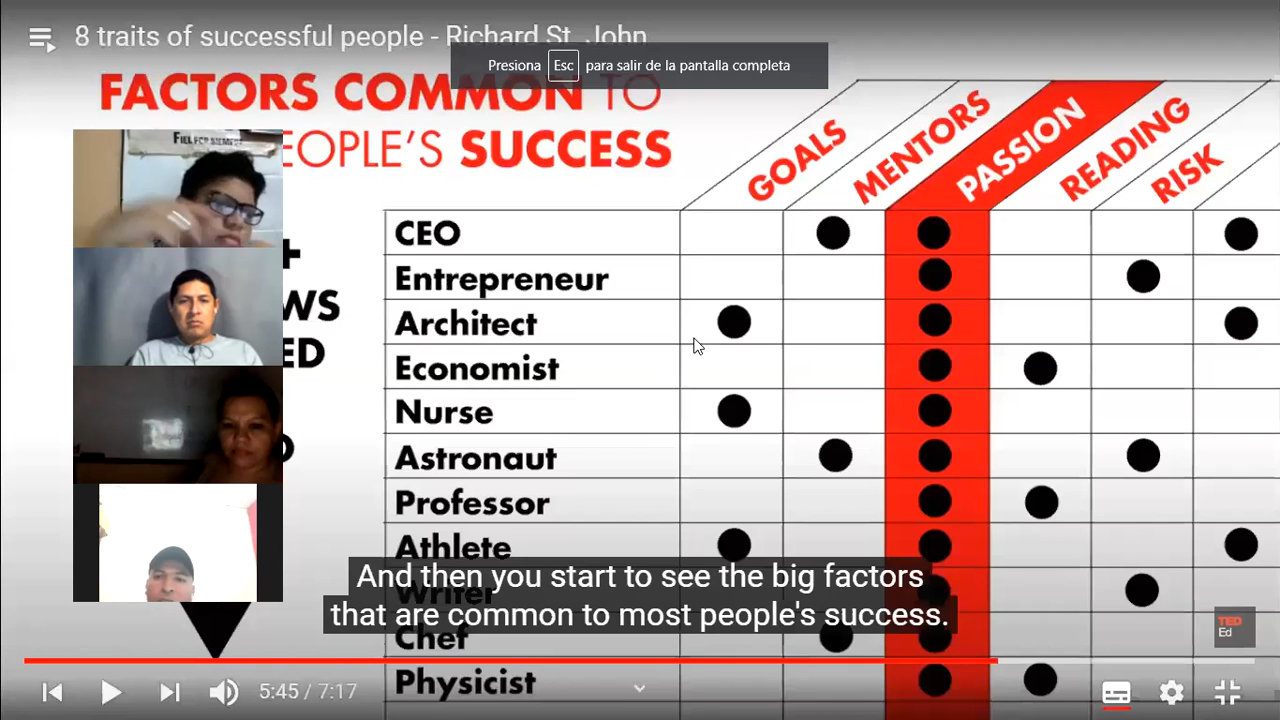 8 traits of successful people - Richard St. John
Presiona Esc para salir de la pantalla completa
FACTORS COMMON TO
EOPLE'S SUCCESS
GOALS
MENTORS
PASSION
READING
RISK
+
WS
ED
CEO
Entrepreneur
Architect
Economist
Nurse
Astronaut
Professor
Athlete
Writer
Chef
Physicist
And then you start to see the big factors
that are common to most people's success.
TED
Ed
5:45 / 7:17